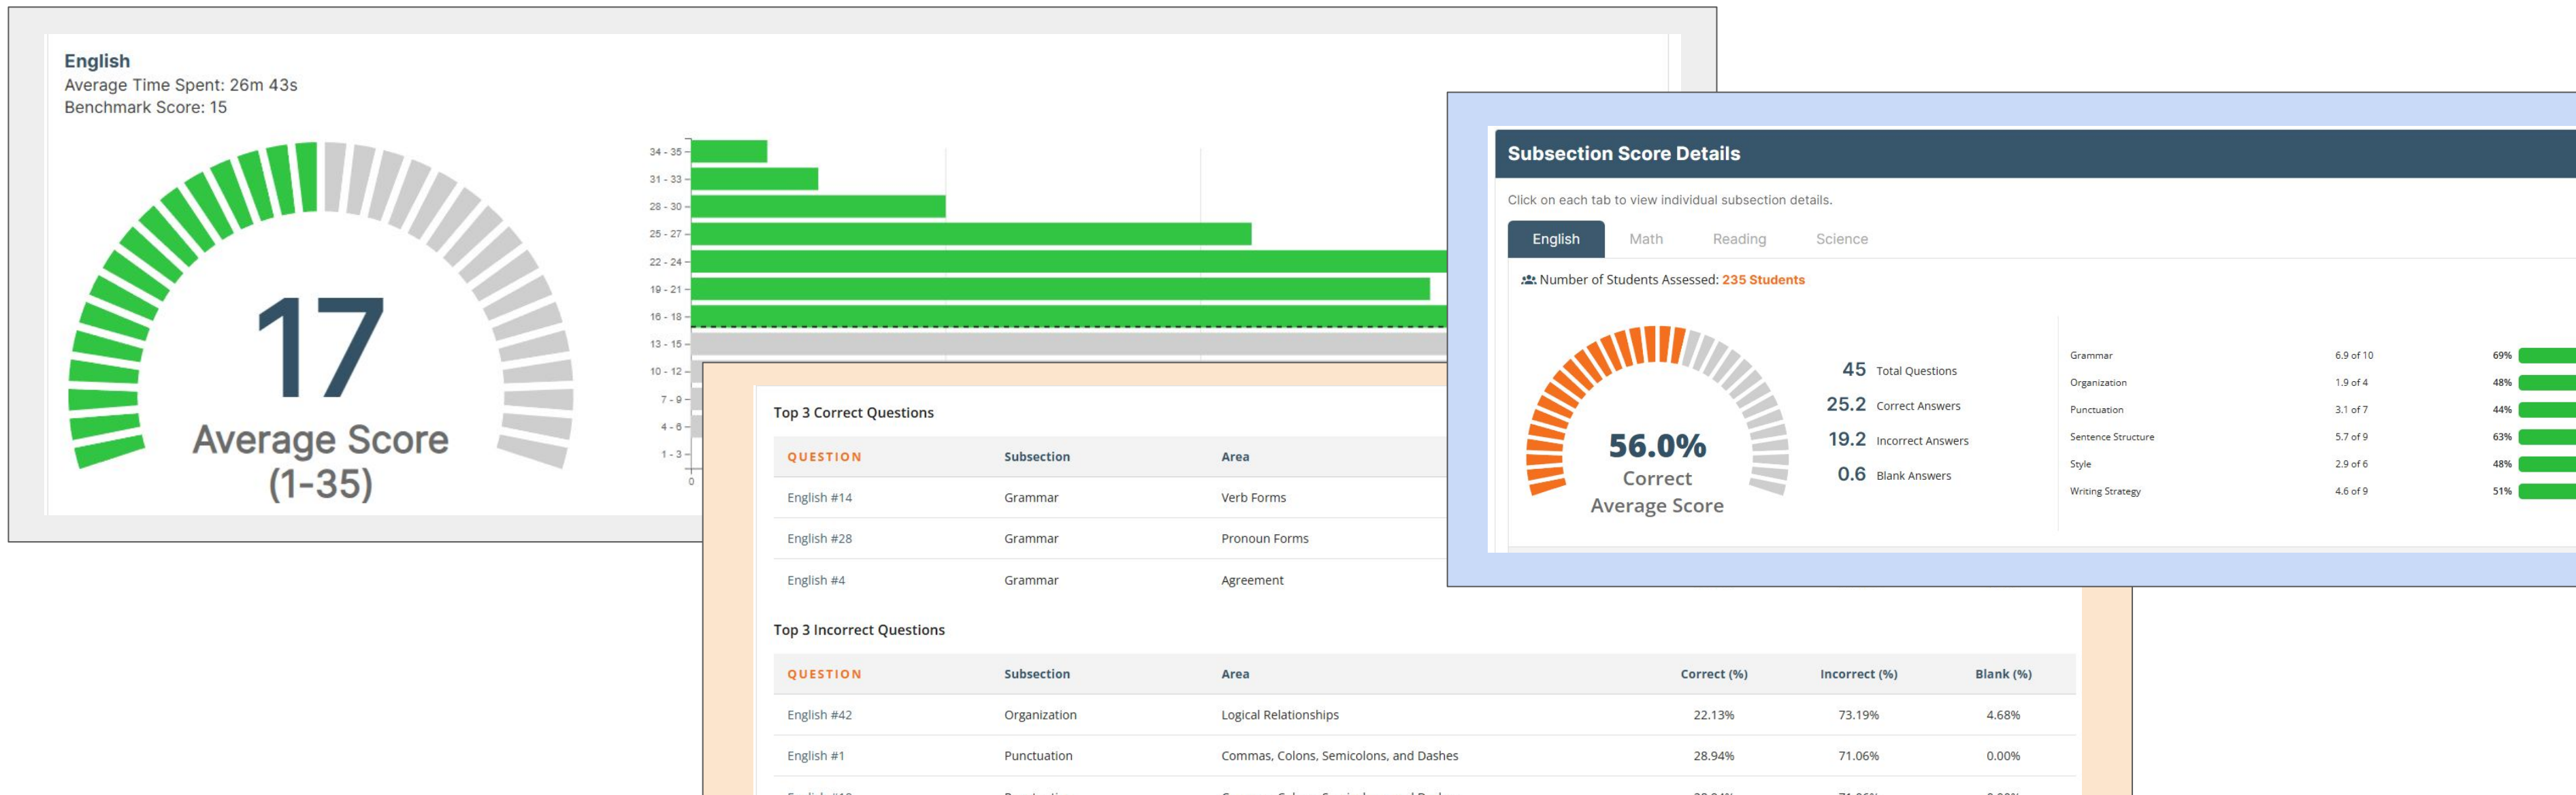 English
Average Time Spent: 26m 43s
Benchmark Score: 15
17
Average Score
(1-35)
34 - 35
31 - 33
28 - 30
25 - 27
22 - 24
19 - 21
16 - 18
13 - 15
10 - 12
7 - 9
4 - 6
1 - 3
0
Subsection Score Details
Click on each tab to view individual subsection details.
English Math Reading Science
Number of Students Assessed: 235 Students
56.0%
Correct
Average Score
45 Total Questions
25.2 Correct Answers
19.2 Incorrect Answers
0.6 Blank Answers
Grammar 6.9 of 10 69%
Organization 1.9 of 4 48%
Punctuation 3.1 of 7 44%
Sentence Structure 5.7 of 9 63%
Style 2.9 of 6 48%
Writing Strategy 4.6 of 9 51%
Top 3 Correct Questions
QUESTION Subsection Area
English #14 Grammar Verb Forms
English #28 Grammar Pronoun Forms
English #4 Grammar Agreement
Top 3 Incorrect Questions
QUESTION Subsection Area Correct (%) Incorrect (%) Blank (%)
English #42 Organization Logical Relationships 22.13% 73.19% 4.68%
English #1 Punctuation Commas, Colons, Semicolons, and Dashes 28.94% 71.06% 0.00%